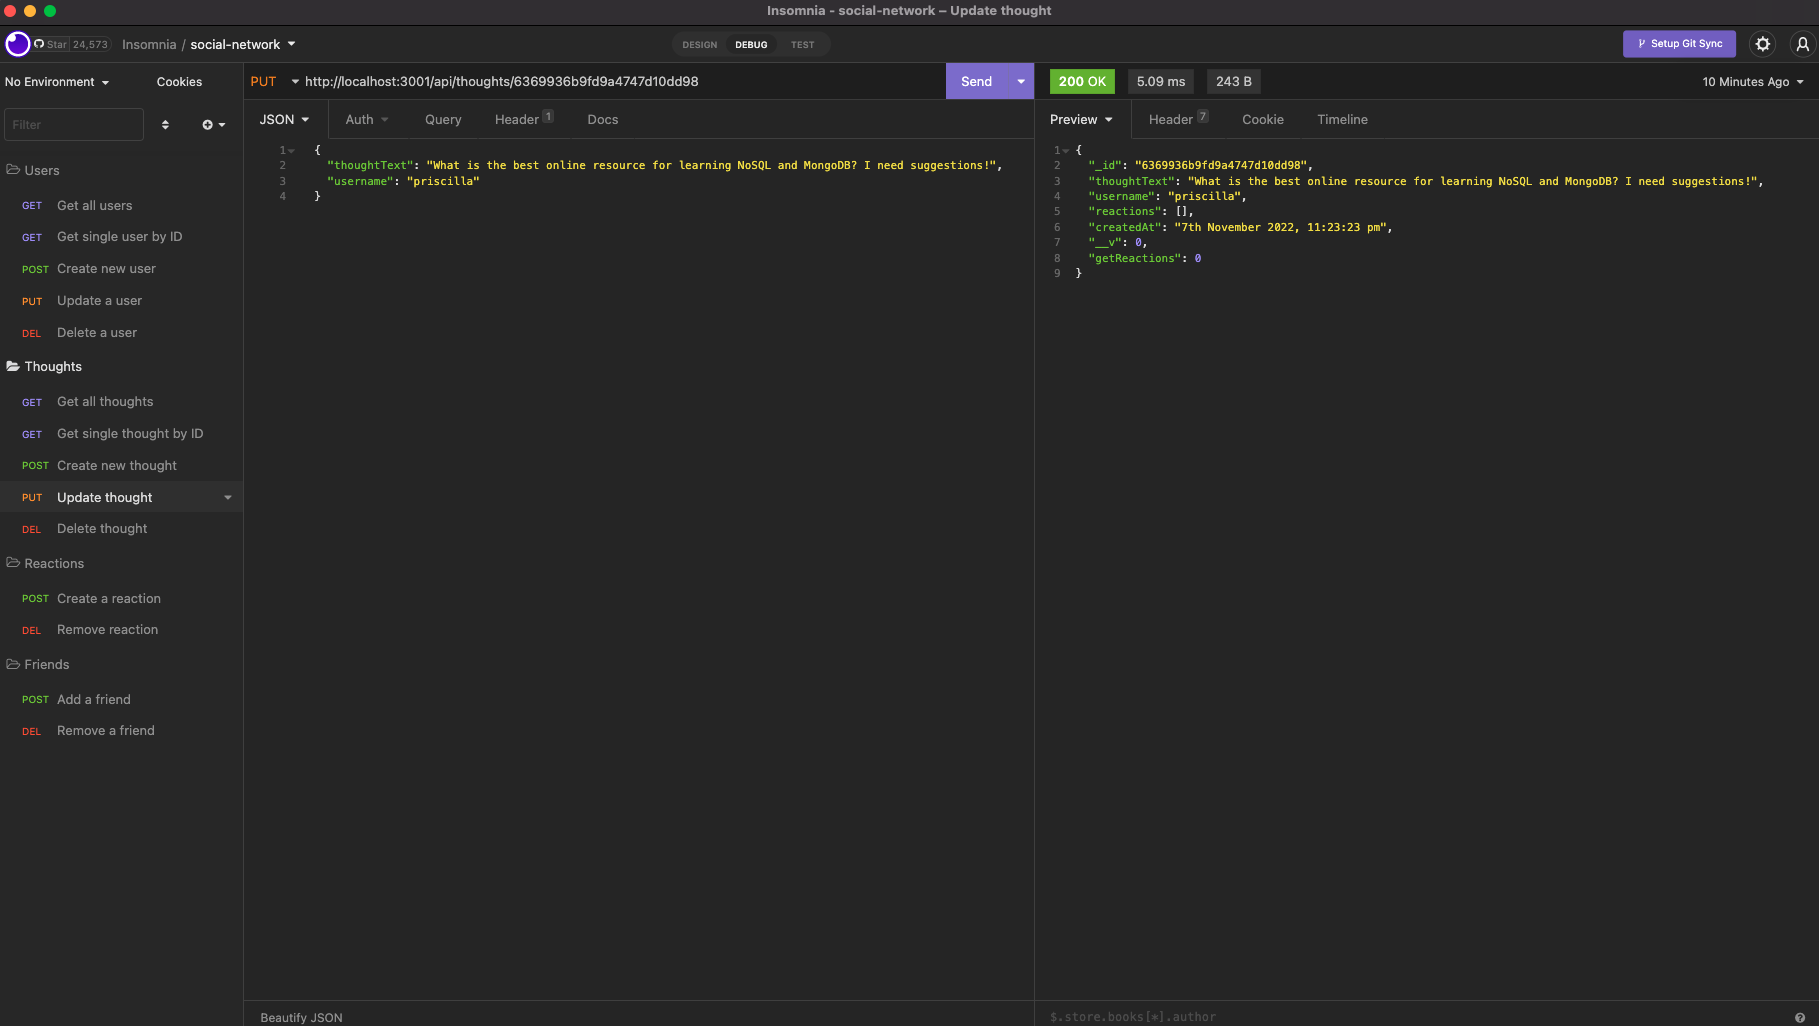 Insomnia - social-network – Update thought
Star 24,573 Insomnia / social-network
DESIGN DEBUG TEST
Setup Git Sync
No Environment Cookies
Filter
Users
GET Get all users
GET Get single user by ID
POST Create new user
PUT Update a user
DEL Delete a user
Thoughts
GET Get all thoughts
GET Get single thought by ID
POST Create new thought
PUT Update thought
DEL Delete thought
Reactions
POST Create a reaction
DEL Remove reaction
Friends
POST Add a friend
DEL Remove a friend
PUT http://localhost:3001/api/thoughts/6369936b9fd9a4747d10dd98 Send
JSON Auth Query Header 1 Docs
1 {
2 "thoughtText": "What is the best online resource for learning NoSQL and MongoDB? I need suggestions!",
3 "username": "priscilla"
4 }
Beautify JSON
200 OK 5.09 ms 243 B 10 Minutes Ago
Preview Header 7 Cookie Timeline
1 {
2 "_id": "6369936b9fd9a4747d10dd98",
3 "thoughtText": "What is the best online resource for learning NoSQL and MongoDB? I need suggestions!",
4 "username": "priscilla",
5 "reactions": [],
6 "createdAt": "7th November 2022, 11:23:23 pm",
7 "__v": 0,
8 "getReactions": 0
9 }
$.store.books[*].author